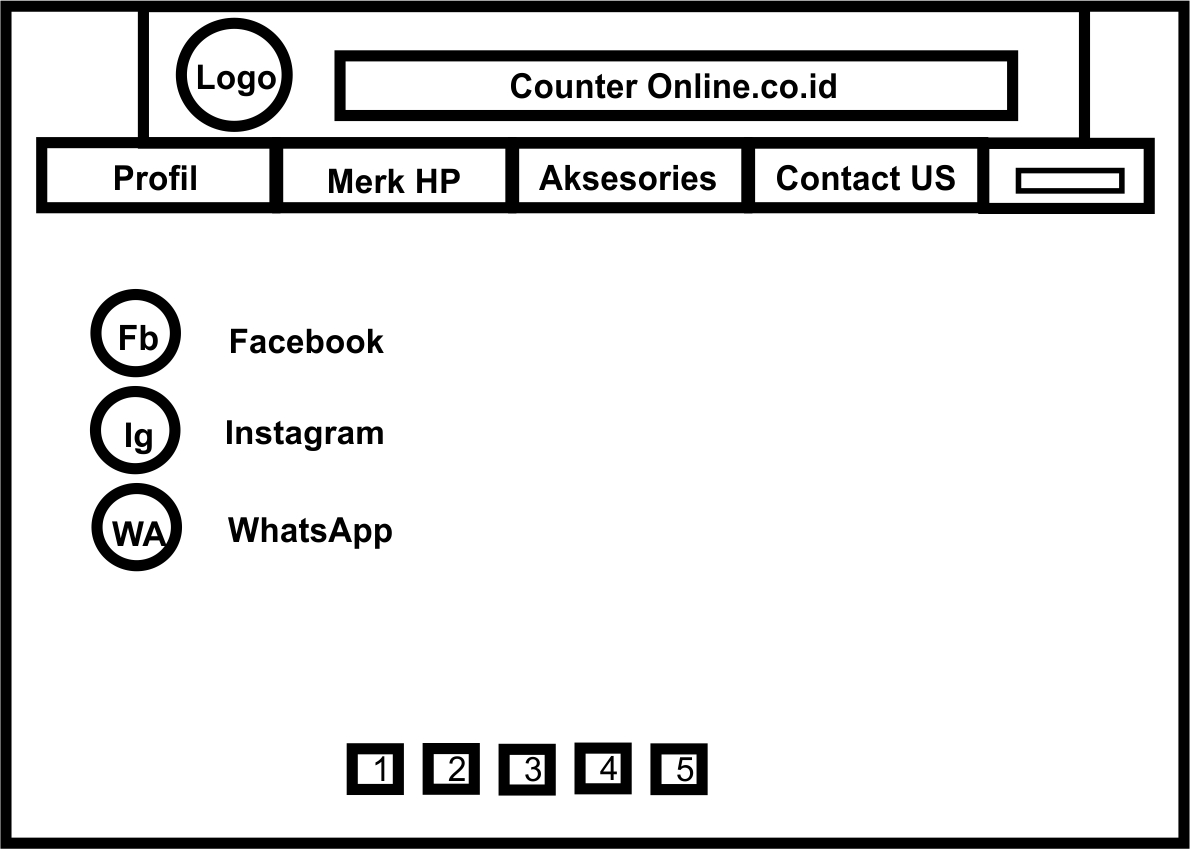 Logo
Counter Online.co.id
Profil Merk HP Aksesories Contact US
Fb Facebook
Ig Instagram
WA WhatsApp
1 2 3 4 5